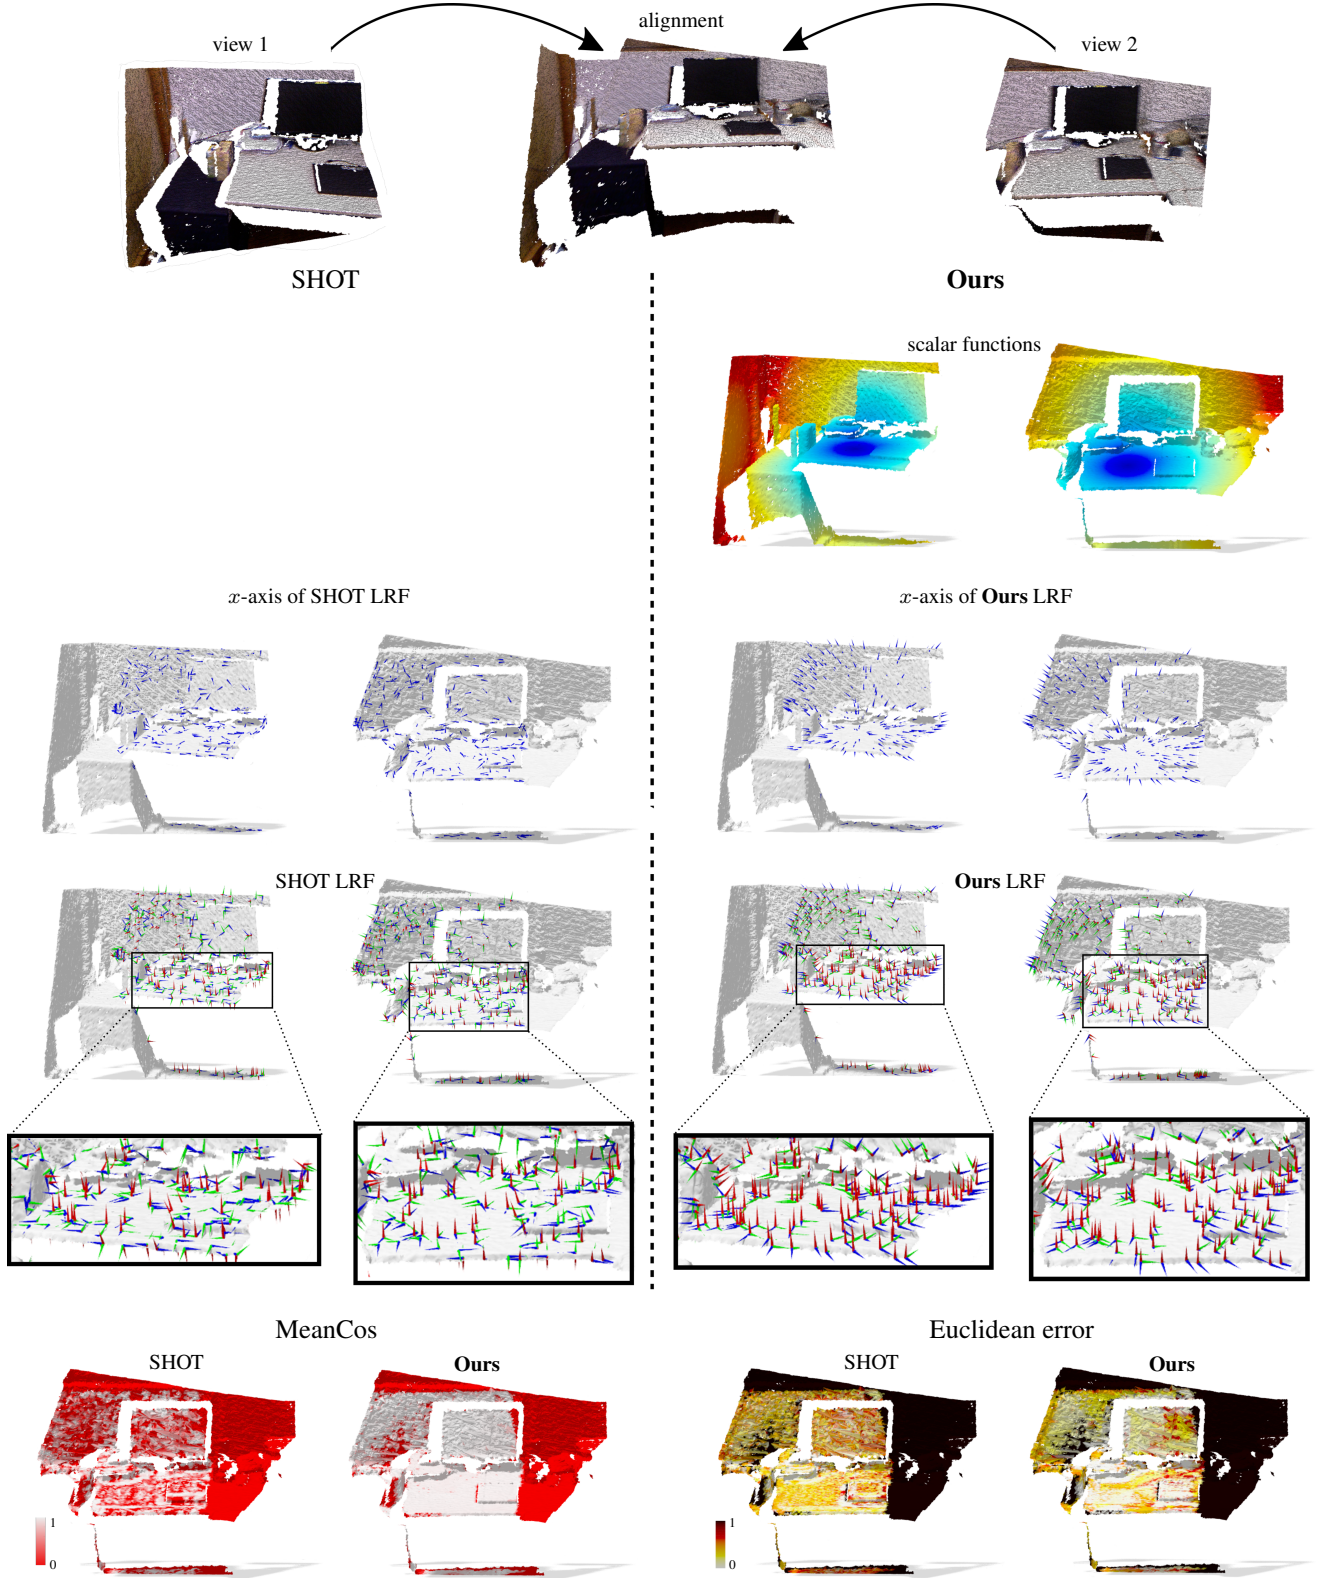 alignment
view 1
view 2
SHOT
Ours
scalar functions
x-axis of SHOT LRF
x-axis of Ours LRF
SHOT LRF
Ours LRF
MeanCos
Euclidean error
SHOT
Ours
SHOT
Ours
1
0
1
0